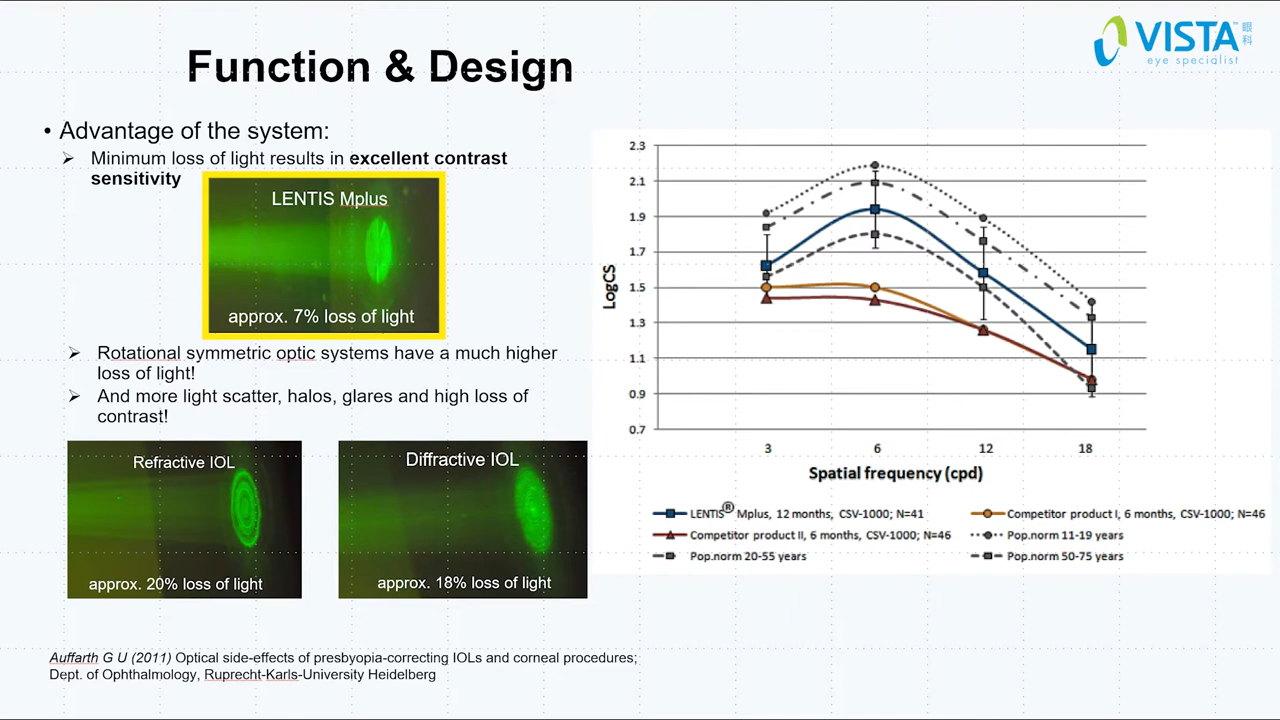 Function & Design
VISTA™ 眼科
eye specialist
• Advantage of the system:
➢ Minimum loss of light results in excellent contrast
sensitivity
LENTIS Mplus
approx. 7% loss of light
➢ Rotational symmetric optic systems have a much higher
loss of light!
➢ And more light scatter, halos, glares and high loss of
contrast!
Refractive IOL
approx. 20% loss of light
Diffractive IOL
approx. 18% loss of light
LogCS
2.3
2.1
1.9
1.7
1.5
1.3
1.1
0.9
0.7
3 6 12 18
Spatial frequency (cpd)
LENTIS® Mplus, 12 months, CSV-1000; N=41
Competitor product I, 6 months, CSV-1000; N=46
Competitor product II, 6 months, CSV-1000; N=46
Pop.norm 11-19 years
Pop.norm 20-55 years
Pop.norm 50-75 years
Auffarth G U (2011) Optical side-effects of presbyopia-correcting IOLs and corneal procedures;
Dept. of Ophthalmology, Ruprecht-Karls-University Heidelberg